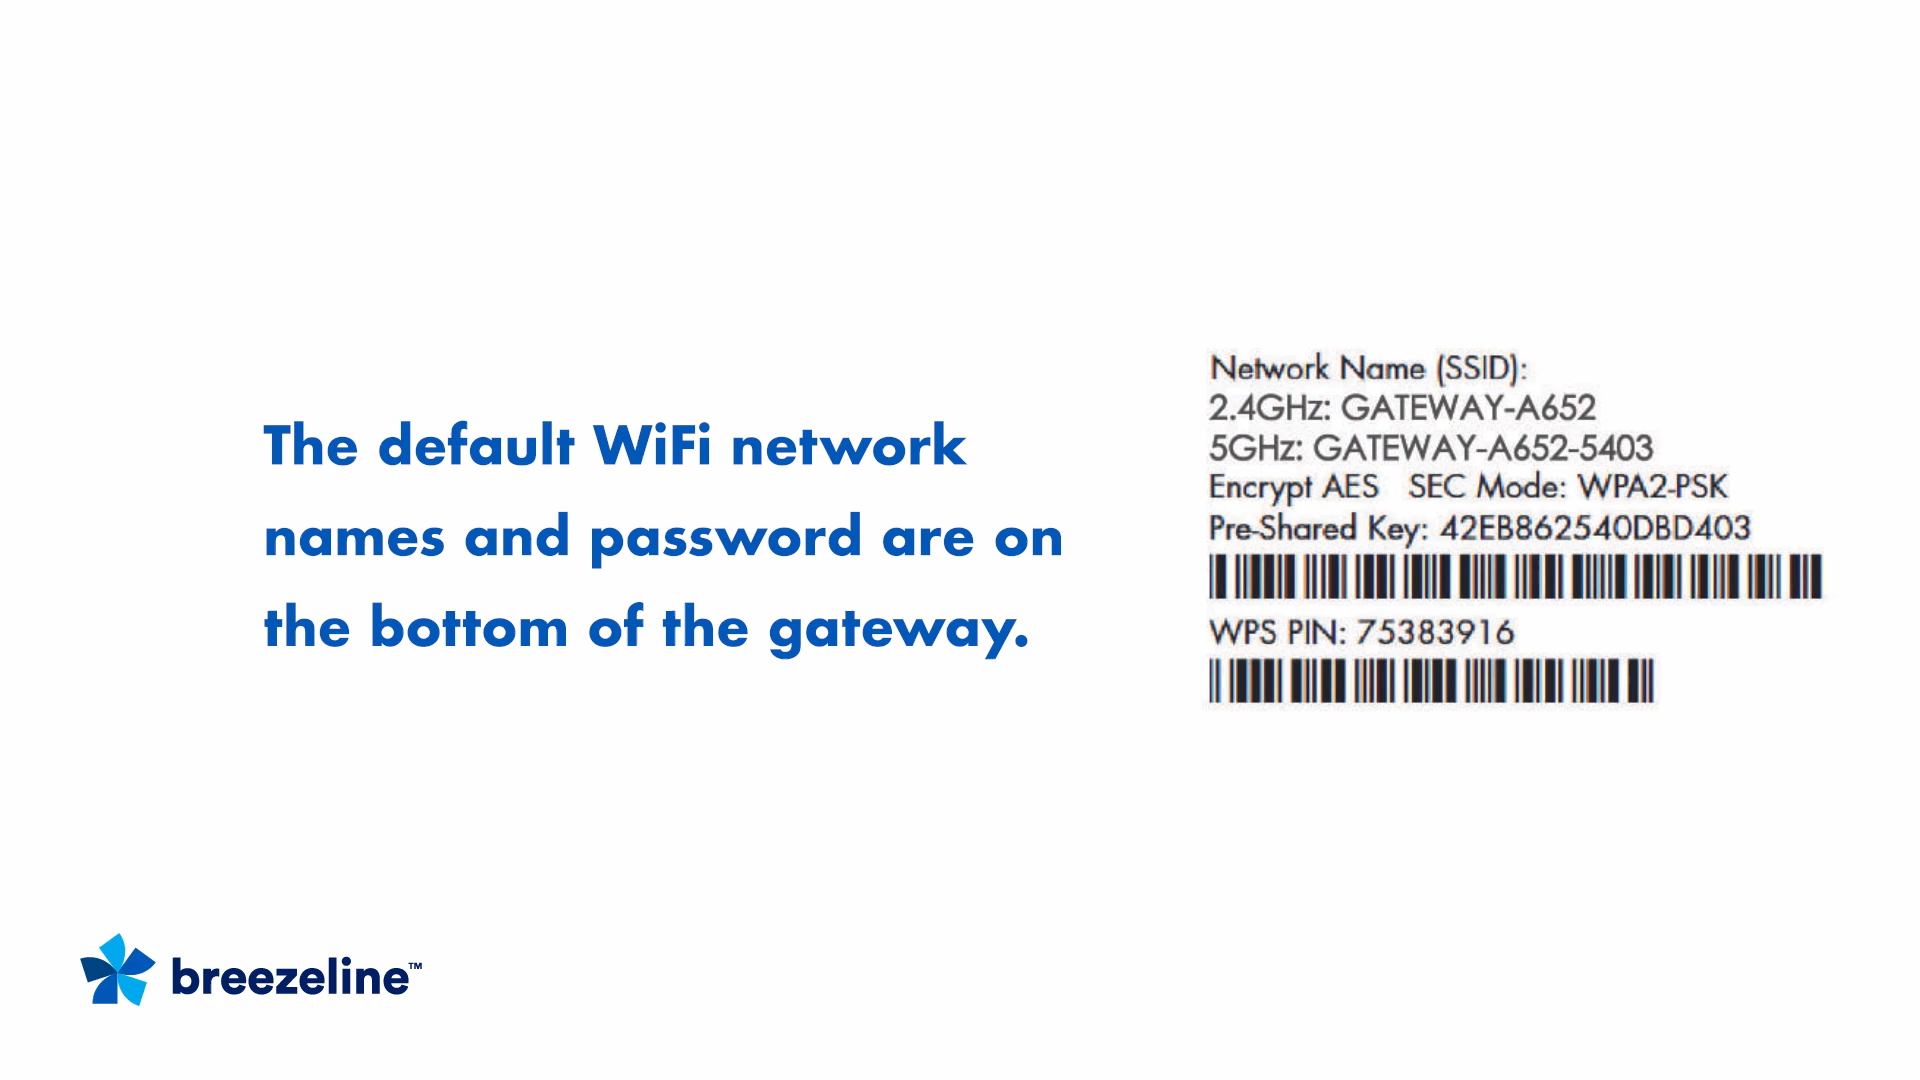 The default WiFi network
names and password are on
the bottom of the gateway.
Network Name (SSID):
2.4GHz: GATEWAY-A652
5GHz: GATEWAY-A652-5403
Encrypt AES SEC Mode: WPA2-PSK
Pre-Shared Key: 42EB862540DBD403
WPS PIN: 75383916
breezeline™